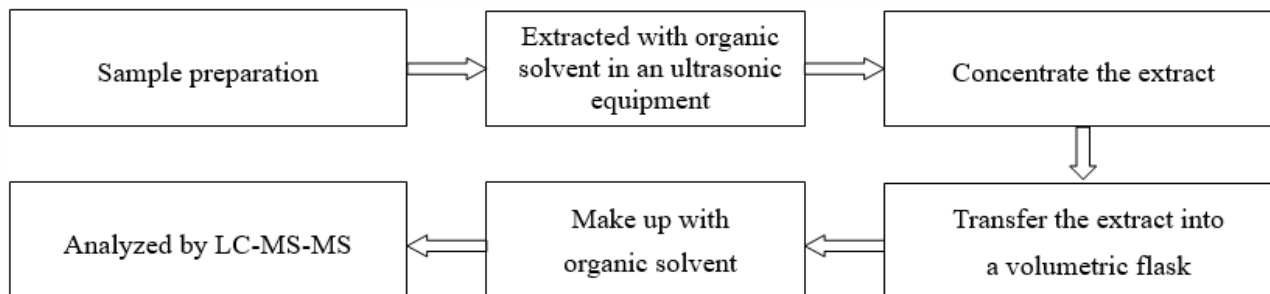 Sample preparation
Extracted with organic
solvent in an ultrasonic
equipment
Concentrate the extract
Transfer the extract into
a volumetric flask
Make up with
organic solvent
Analyzed by LC-MS-MS